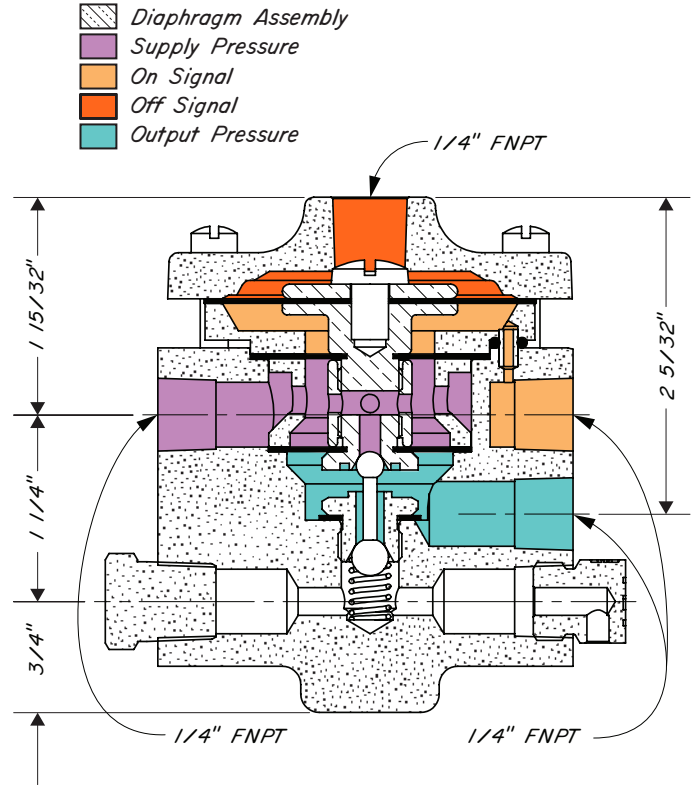 Diaphragm Assembly
Supply Pressure
On Signal
Off Signal
Output Pressure
1/4" FNPT
1 15/32"
2 5/32"
1 1/4"
3/4"
1/4" FNPT
1/4" FNPT